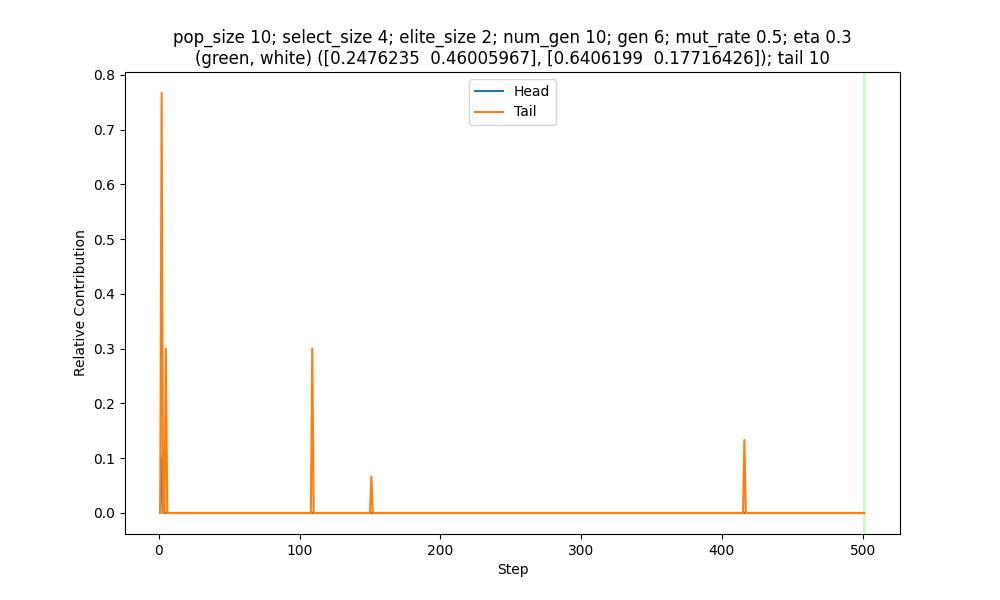 pop_size 10; select_size 4; elite_size 2; num_gen 10; gen 6; mut_rate 0.5; eta 0.3
(green, white) ([0.2476235  0.46005967], [0.6406199  0.17716426]); tail 10
Head
Tail
Relative Contribution
0.8
0.7
0.6
0.5
0.4
0.3
0.2
0.1
0.0
0
100
200
300
400
500
Step